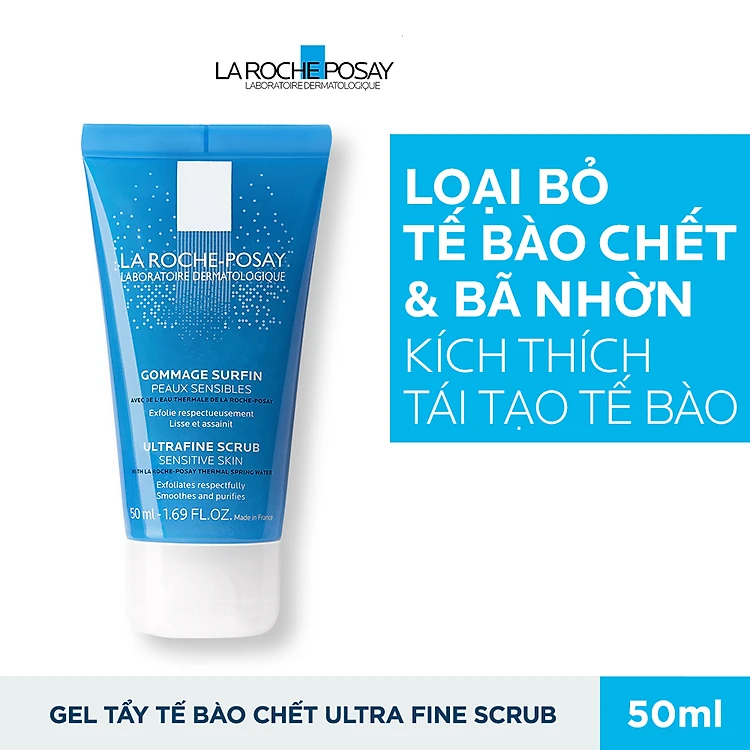 LA ROCHE POSAY
LABORATOIRE DERMATOLOGIQUE
LOẠI BỎ
TẾ BÀO CHẾT
& BÃ NHỜN
KÍCH THÍCH
TÁI TẠO TẾ BÀO
LA ROCHE-POSAY
LABORATOIRE DERMATOLOGIQUE
GOMMAGE SURFIN
PEAUX SENSIBLES
AVEC DE L'EAU THERMALE DE LA ROCHE-POSAY
Exfolie respectueusement
Lisse et assainit
ULTRAFINE SCRUB
SENSITIVE SKIN
WITH LA ROCHE-POSAY THERMAL SPRING WATER
Exfoliates respectfully
Smoothes and purifies
50 ml - 1.69 FL.OZ. Made in France
GEL TẨY TẾ BÀO CHẾT ULTRA FINE SCRUB
50ml